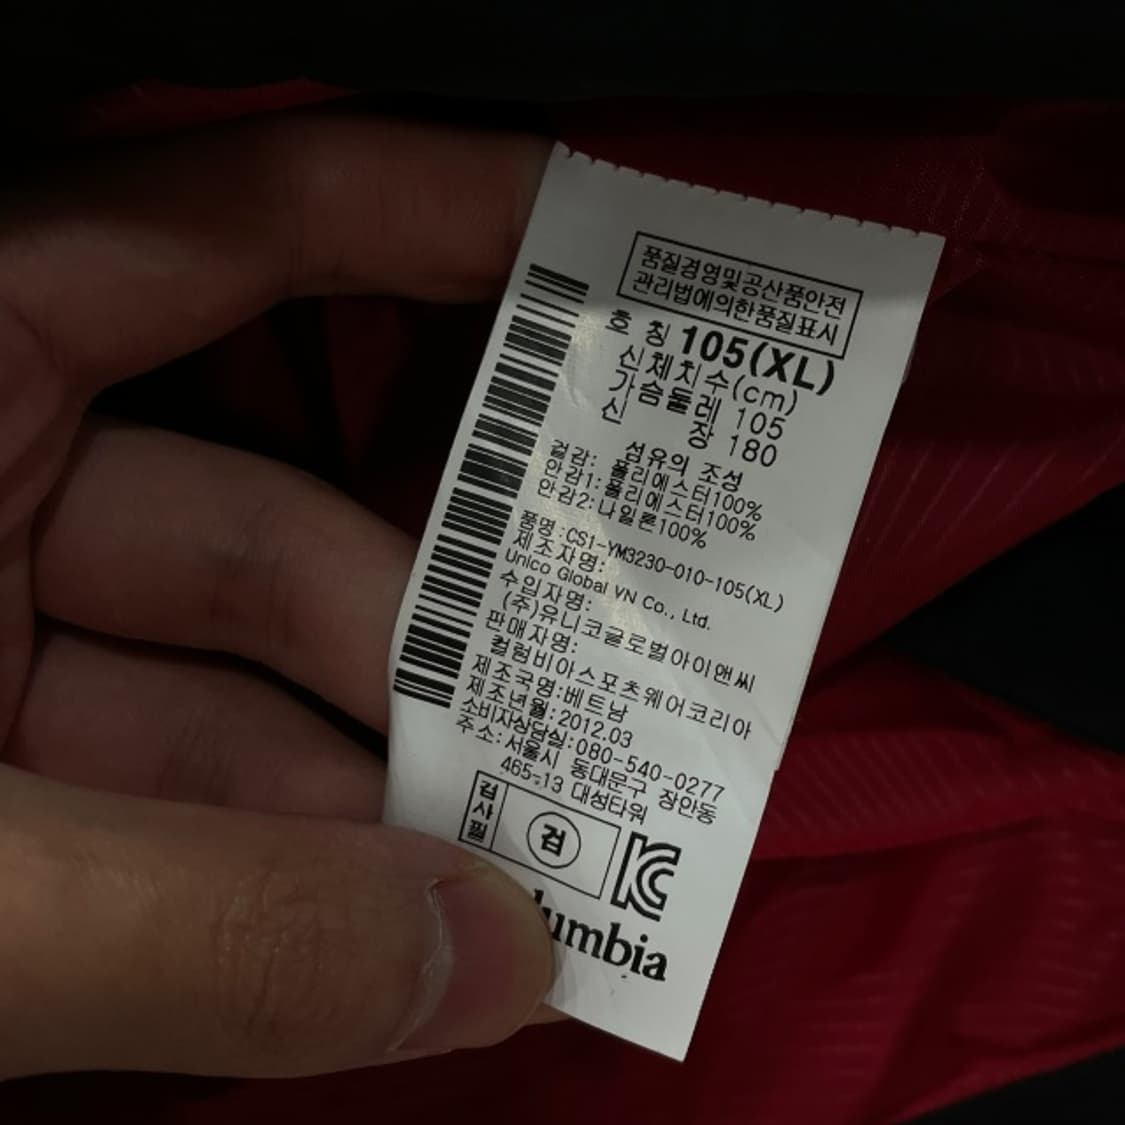 품질경영및공산품안전
관리법에의한품질표시
호 칭 105(XL)
신체치수(cm)
가슴둘레 105
신 장 180
섬유의 조성
겉감: 폴리에스터100%
안감1:폴리에스터100%
안감2:나일론100%
품명:CS1-YM3230-010-105(XL)
제조자명:
Unico Global VN Co., Ltd.
수입자명:
(주)유니코글로벌아이앤씨
판매자명:
컬럼비아스포츠웨어코리아
제조국명:베트남
제조년월:2012.03
소비자상담실:080-540-0277
주소:서울시 동대문구 장안동
465-13 대성타워
검사필
검
KC